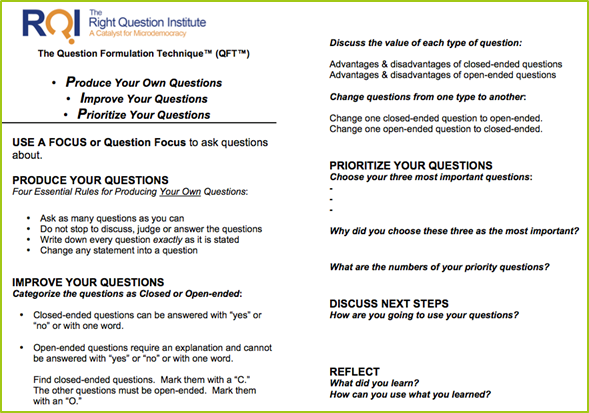 RQI
The
Right Question Institute
A Catalyst for Microdemocracy
The Question Formulation Technique™ (QFT™)
• Produce Your Own Questions
• Improve Your Questions
• Prioritize Your Questions
USE A FOCUS or Question Focus to ask questions
about.
PRODUCE YOUR QUESTIONS
Four Essential Rules for Producing Your Own Questions:
• Ask as many questions as you can
• Do not stop to discuss, judge or answer the questions
• Write down every question exactly as it is stated
• Change any statement into a question
IMPROVE YOUR QUESTIONS
Categorize the questions as Closed or Open-ended:
• Closed-ended questions can be answered with “yes” or
“no” or with one word.
• Open-ended questions require an explanation and cannot
be answered with “yes” or “no” or with one word.
Find closed-ended questions. Mark them with a “C.”
The other questions must be open-ended. Mark them
with an “O.”
Discuss the value of each type of question:
Advantages & disadvantages of closed-ended questions
Advantages & disadvantages of open-ended questions
Change questions from one type to another:
Change one closed-ended question to open-ended.
Change one open-ended question to closed-ended.
PRIORITIZE YOUR QUESTIONS
Choose your three most important questions:
-
-
-
Why did you choose these three as the most important?
What are the numbers of your priority questions?
DISCUSS NEXT STEPS
How are you going to use your questions?
REFLECT
What did you learn?
How can you use what you learned?